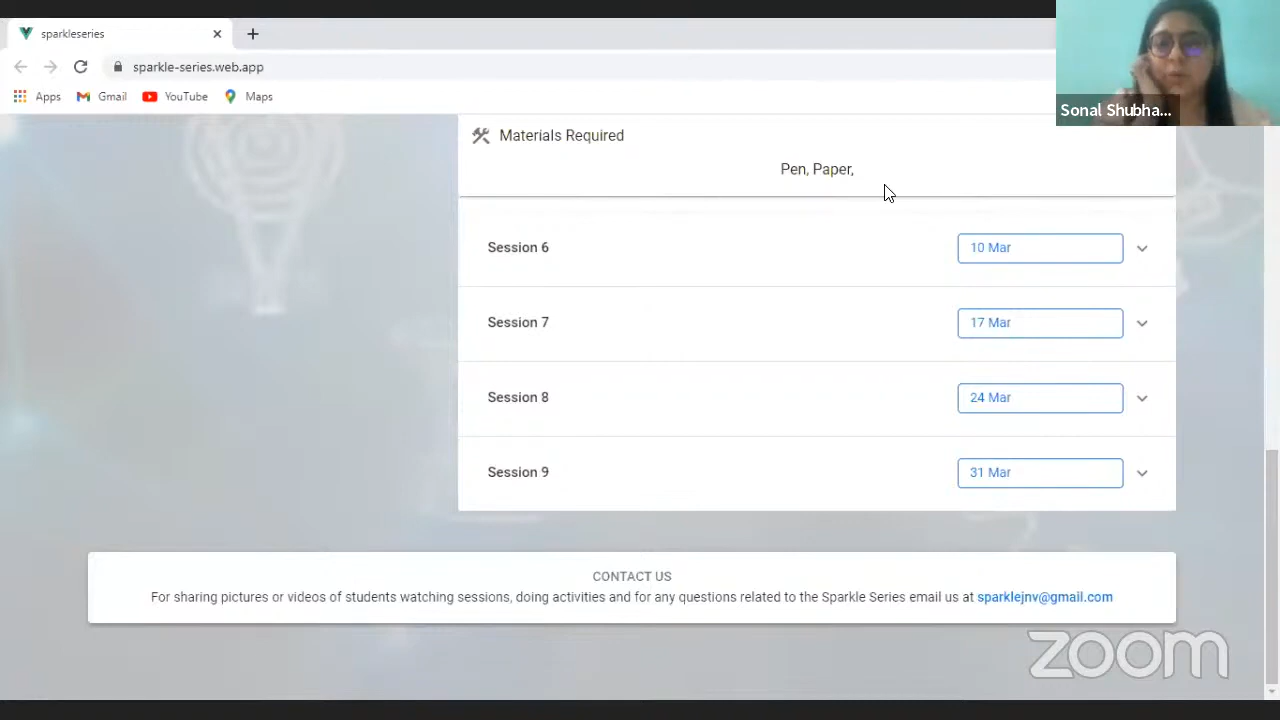 sparkleseries
sparkle-series.web.app
Apps Gmail YouTube Maps
Sonal Shubha...
Materials Required
Pen, Paper,
Session 6 10 Mar
Session 7 17 Mar
Session 8 24 Mar
Session 9 31 Mar
CONTACT US
For sharing pictures or videos of students watching sessions, doing activities and for any questions related to the Sparkle Series email us at sparklejnv@gmail.com
zoom